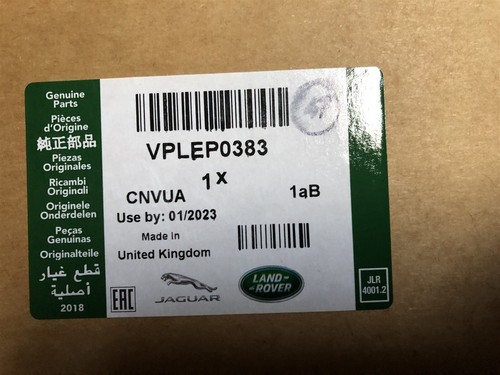 Genuine
Parts
Pièces
d'Origine
純正部品
Piezas
Originales
Ricambi
Originali
Originele
Onderdelen
Peças
Genuinas
Originalteile
قطع غيار
أصلية
2018
VPLEP0383
1x
CNVUA
1aB
Use by: 01/2023
Made in
United Kingdom
EAC
JAGUAR
LAND-
ROVER
JLR
4001.2